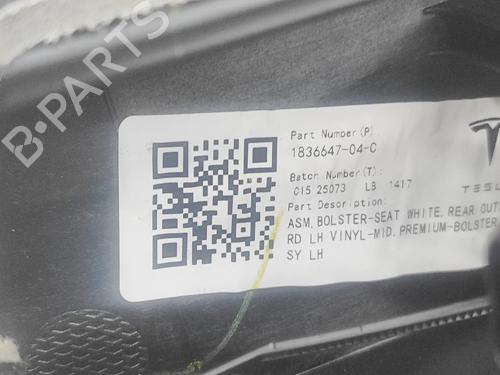 B-PARTS
Part Number(P)
1836647-04-C
Batch Number(T):
CI5 25073 LB 1417
Part Description:
ASM, BOLSTER-SEAT WHITE, REAR OUT
RD LH VINYL-MID, PREMIUM-BOLSTER
SY LH
TESL